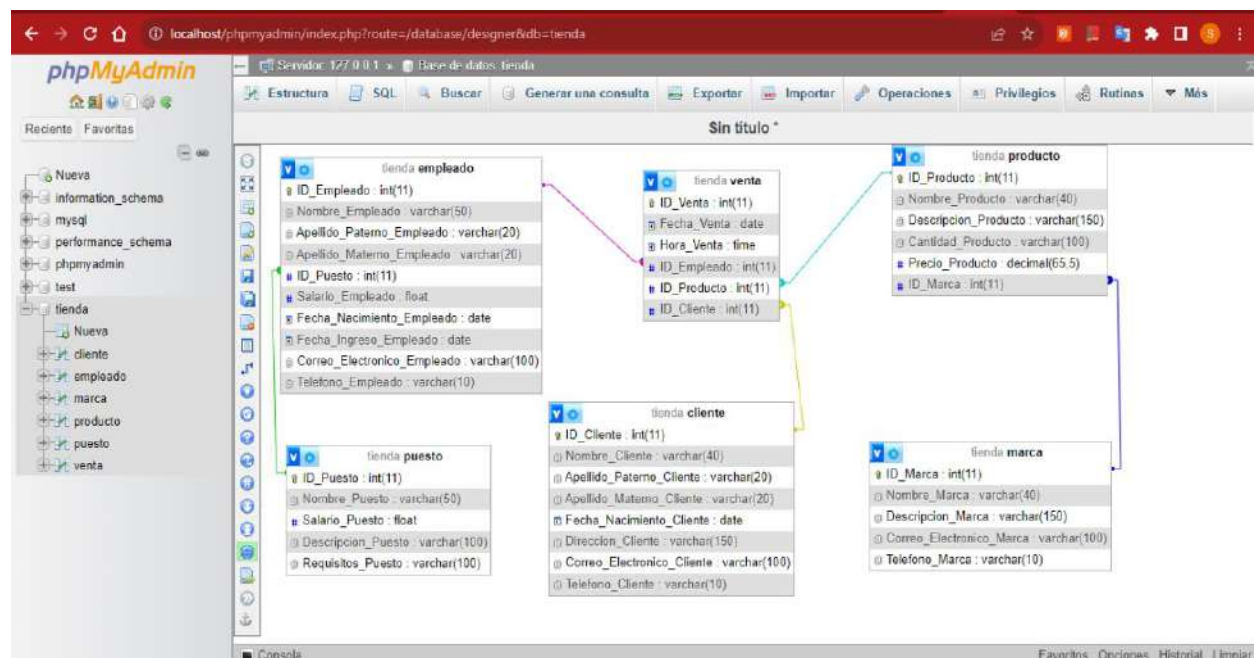 localhost/phpmyadmin/index.php?route=/database/designer&db=tienda
S
phpMyAdmin
Reciente Favoritas
Nueva
information_schema
mysql
performance_schema
phpmyadmin
test
tienda
Nueva
cliente
empleado
marca
producto
puesto
venta
Servidor: 127.0.0.1 » Base de datos: tienda
Estructura SQL Buscar Generar una consulta Exportar Importar Operaciones Privilegios Rutinas Más
Sin título *
tienda empleado
ID_Empleado : int(11)
Nombre_Empleado : varchar(50)
Apellido_Paterno_Empleado : varchar(20)
Apellido_Materno_Empleado : varchar(20)
ID_Puesto : int(11)
Salario_Empleado : float
Fecha_Nacimiento_Empleado : date
Fecha_Ingreso_Empleado : date
Correo_Electronico_Empleado : varchar(100)
Telefono_Empleado : varchar(10)
tienda venta
ID_Venta : int(11)
Fecha_Venta : date
Hora_Venta : time
ID_Empleado : int(11)
ID_Producto : int(11)
ID_Cliente : int(11)
tienda producto
ID_Producto : int(11)
Nombre_Producto : varchar(40)
Descripcion_Producto : varchar(150)
Cantidad_Producto : varchar(100)
Precio_Producto : decimal(65,5)
ID_Marca : int(11)
tienda puesto
ID_Puesto : int(11)
Nombre_Puesto : varchar(50)
Salario_Puesto : float
Descripcion_Puesto : varchar(100)
Requisitos_Puesto : varchar(100)
tienda cliente
ID_Cliente : int(11)
Nombre_Cliente : varchar(40)
Apellido_Paterno_Cliente : varchar(20)
Apellido_Materno_Cliente : varchar(20)
Fecha_Nacimiento_Cliente : date
Direccion_Cliente : varchar(150)
Correo_Electronico_Cliente : varchar(100)
Telefono_Cliente : varchar(10)
tienda marca
ID_Marca : int(11)
Nombre_Marca : varchar(40)
Descripcion_Marca : varchar(150)
Correo_Electronico_Marca : varchar(100)
Telefono_Marca : varchar(10)
Consola Favoritos Opciones Historial Limpiar